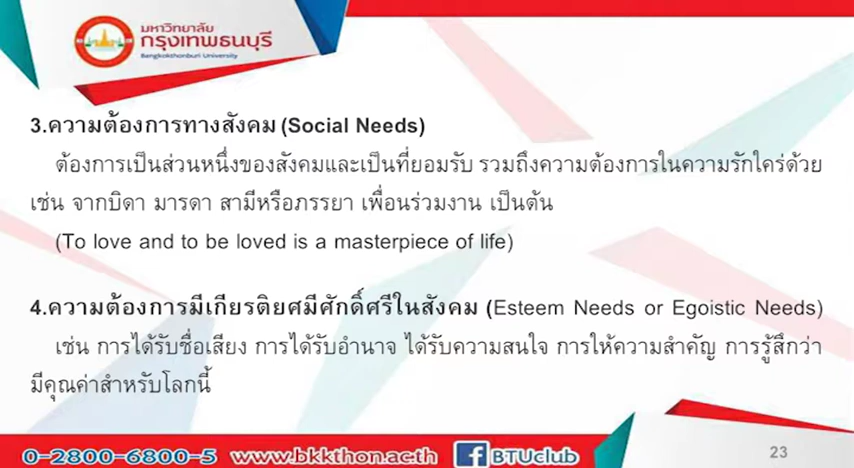 มหาวิทยาลัย
กรุงเทพธนบุรี
Bangkokthonburi University
3.ความต้องการทางสังคม (Social Needs)
ต้องการเป็นส่วนหนึ่งของสังคมและเป็นที่ยอมรับ รวมถึงความต้องการในความรักใคร่ด้วย
เช่น จากบิดา มารดา สามีหรือภรรยา เพื่อนร่วมงาน เป็นต้น
(To love and to be loved is a masterpiece of life)
4.ความต้องการมีเกียรติยศมีศักดิ์ศรีในสังคม (Esteem Needs or Egoistic Needs)
เช่น การได้รับชื่อเสียง การได้รับอำนาจ ได้รับความสนใจ การให้ความสำคัญ การรู้สึกว่า
มีคุณค่าสำหรับโลกนี้
0-2800-6800-5 www.bkkthon.ac.th f BTUclub
23